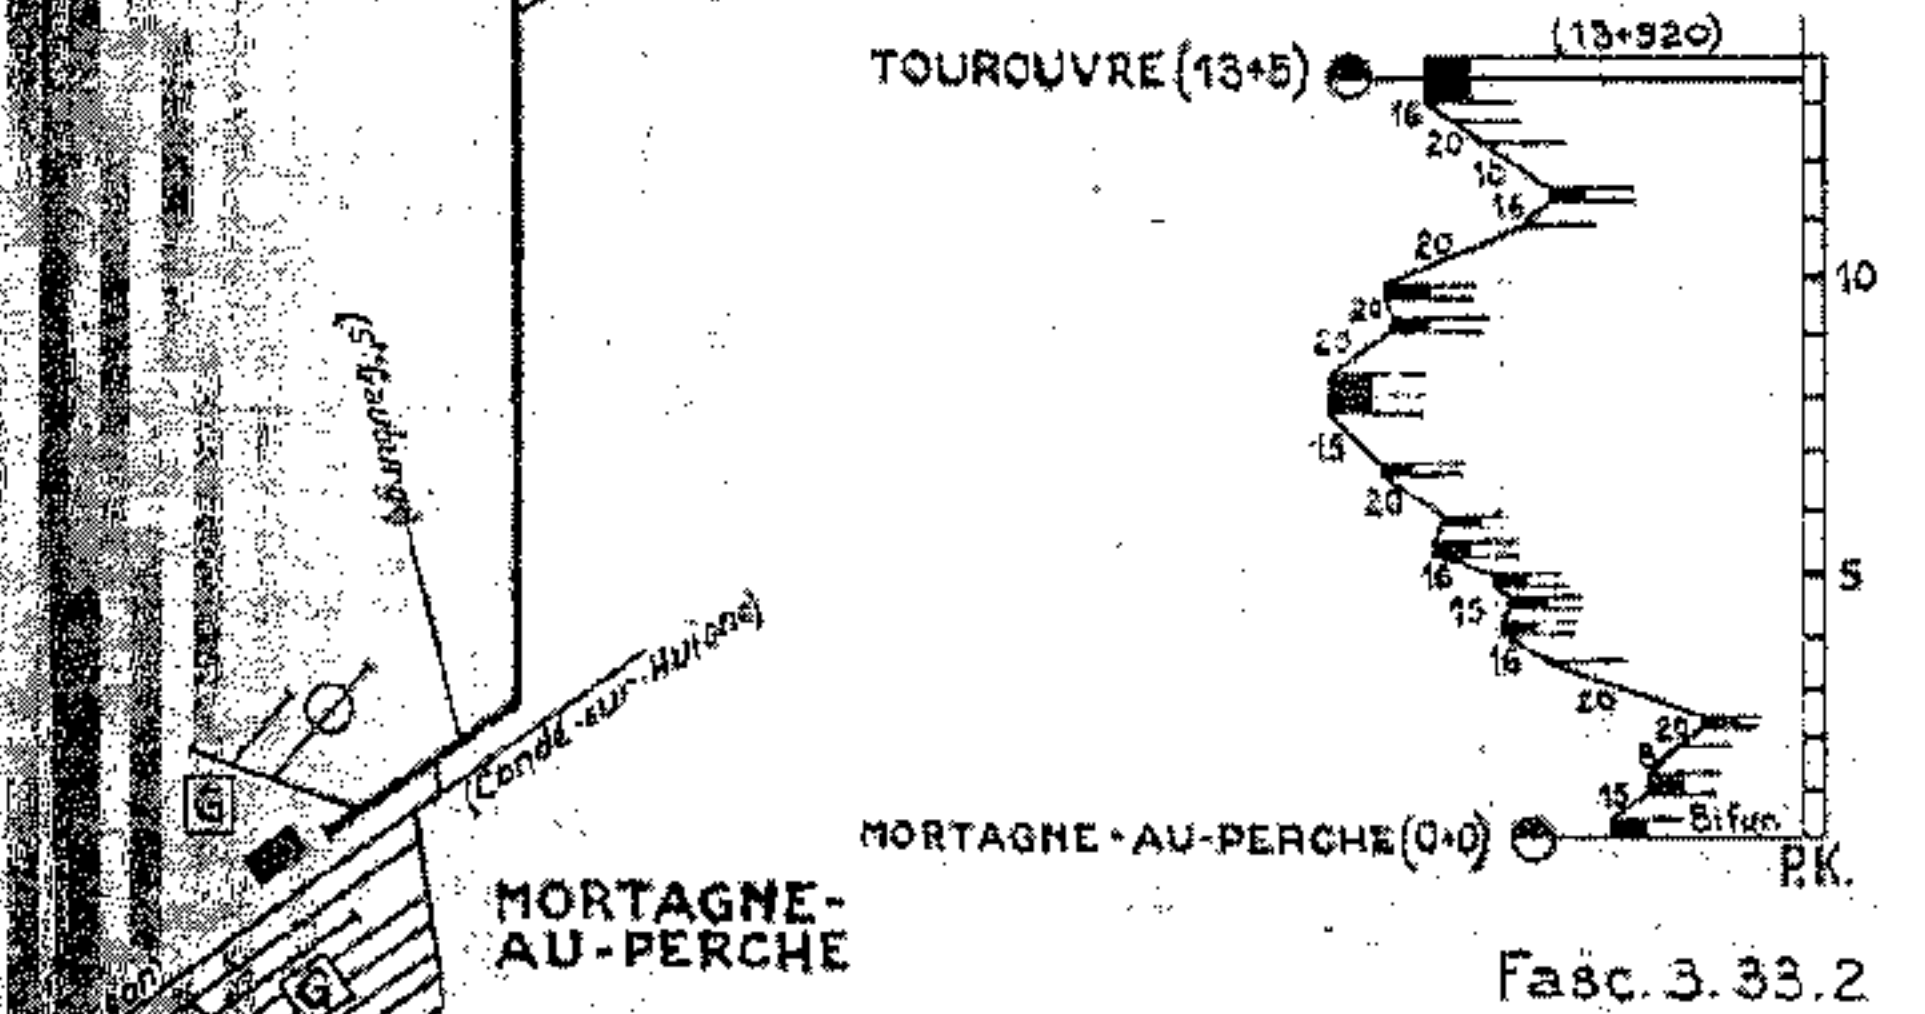 (13+920)
TOUROUVRE (13+5)
16
20
15
16
20
10
20
20
15
20
16
5
15
16
20
20
8
15
Bifur.
MORTAGNE-AU-PERCHE (0+0)
P.K.
(Gauburge)
(Condé-sur-Huisne)
G
G
MORTAGNE-
AU-PERCHE
Fasc. 3.33.2